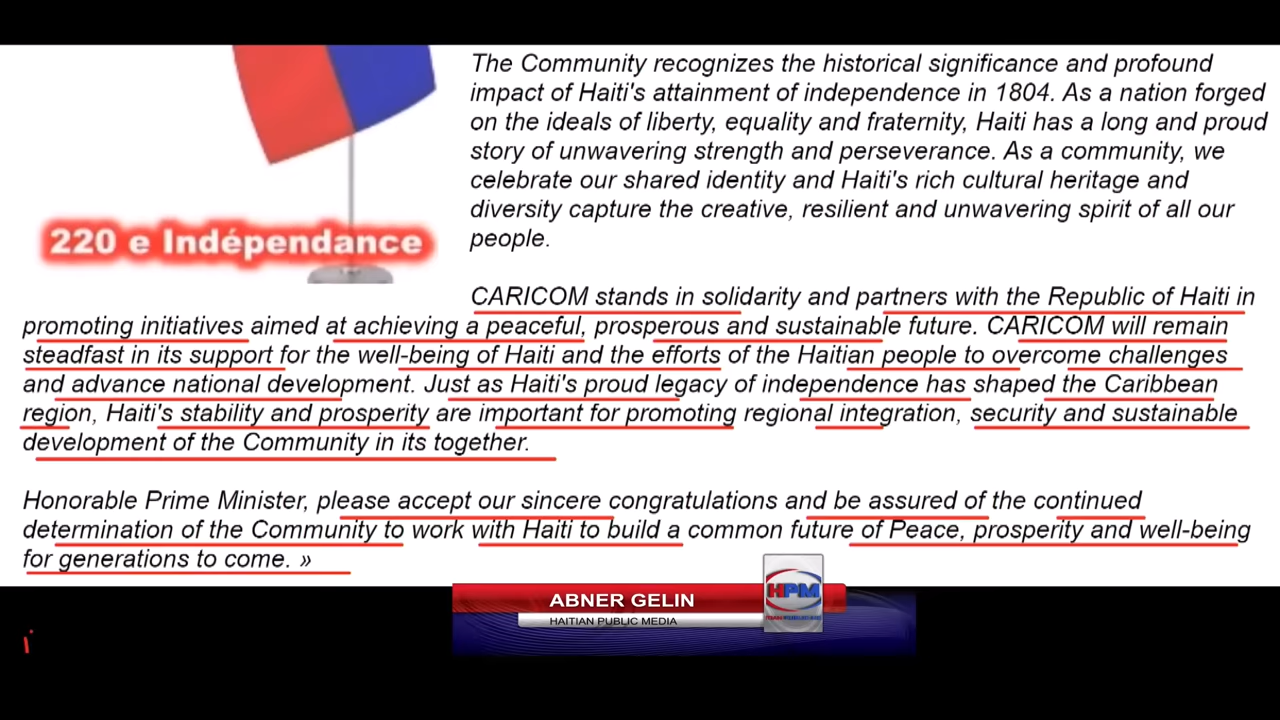 The Community recognizes the historical significance and profound
impact of Haiti's attainment of independence in 1804. As a nation forged
on the ideals of liberty, equality and fraternity, Haiti has a long and proud
story of unwavering strength and perseverance. As a community, we
celebrate our shared identity and Haiti's rich cultural heritage and
diversity capture the creative, resilient and unwavering spirit of all our
people.
220 e Indépendance
CARICOM stands in solidarity and partners with the Republic of Haiti in
promoting initiatives aimed at achieving a peaceful, prosperous and sustainable future. CARICOM will remain
steadfast in its support for the well-being of Haiti and the efforts of the Haitian people to overcome challenges
and advance national development. Just as Haiti's proud legacy of independence has shaped the Caribbean
region, Haiti's stability and prosperity are important for promoting regional integration, security and sustainable
development of the Community in its together.
Honorable Prime Minister, please accept our sincere congratulations and be assured of the continued
determination of the Community to work with Haiti to build a common future of Peace, prosperity and well-being
for generations to come. »
ABNER GELIN
HAITIAN PUBLIC MEDIA
HPM